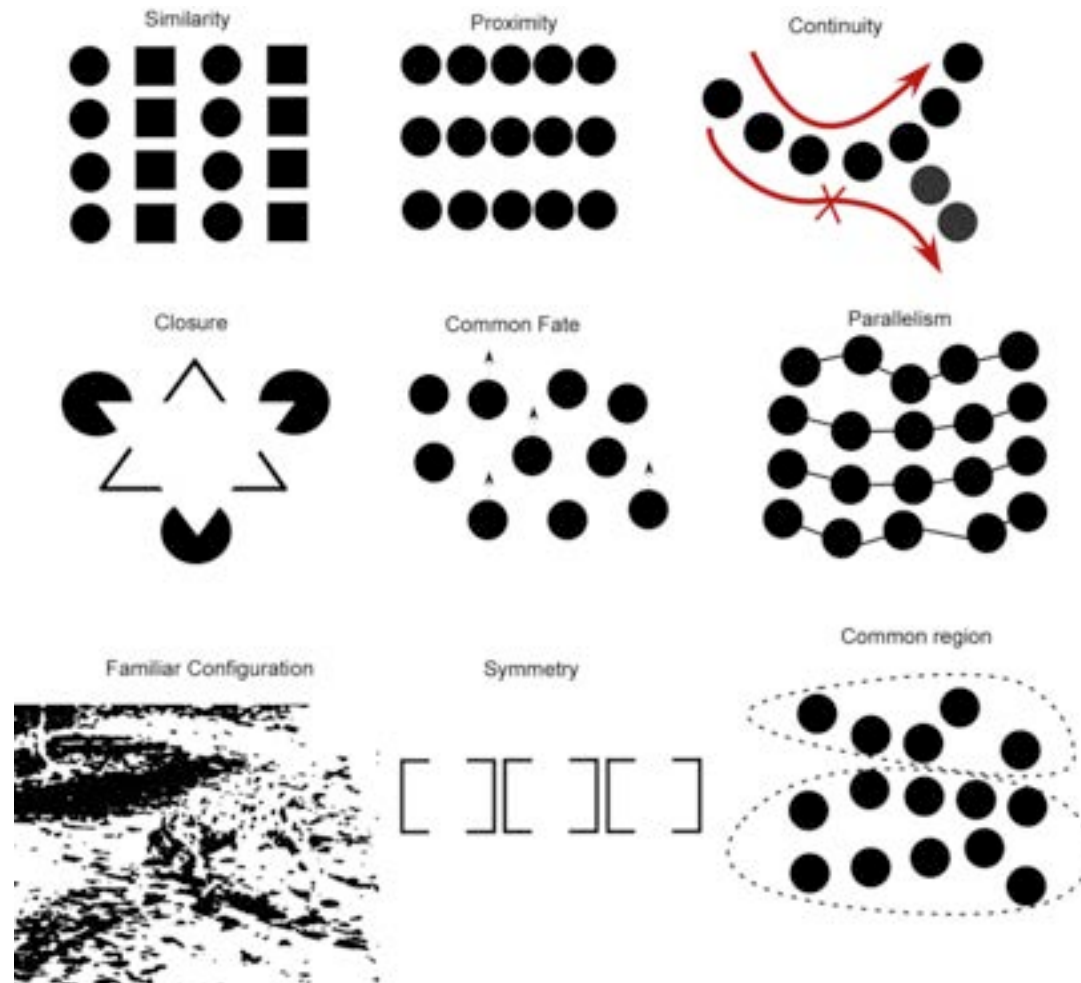 Similarity
Proximity
Continuity
Closure
Common Fate
Parallelism
Familiar Configuration
Symmetry
Common region